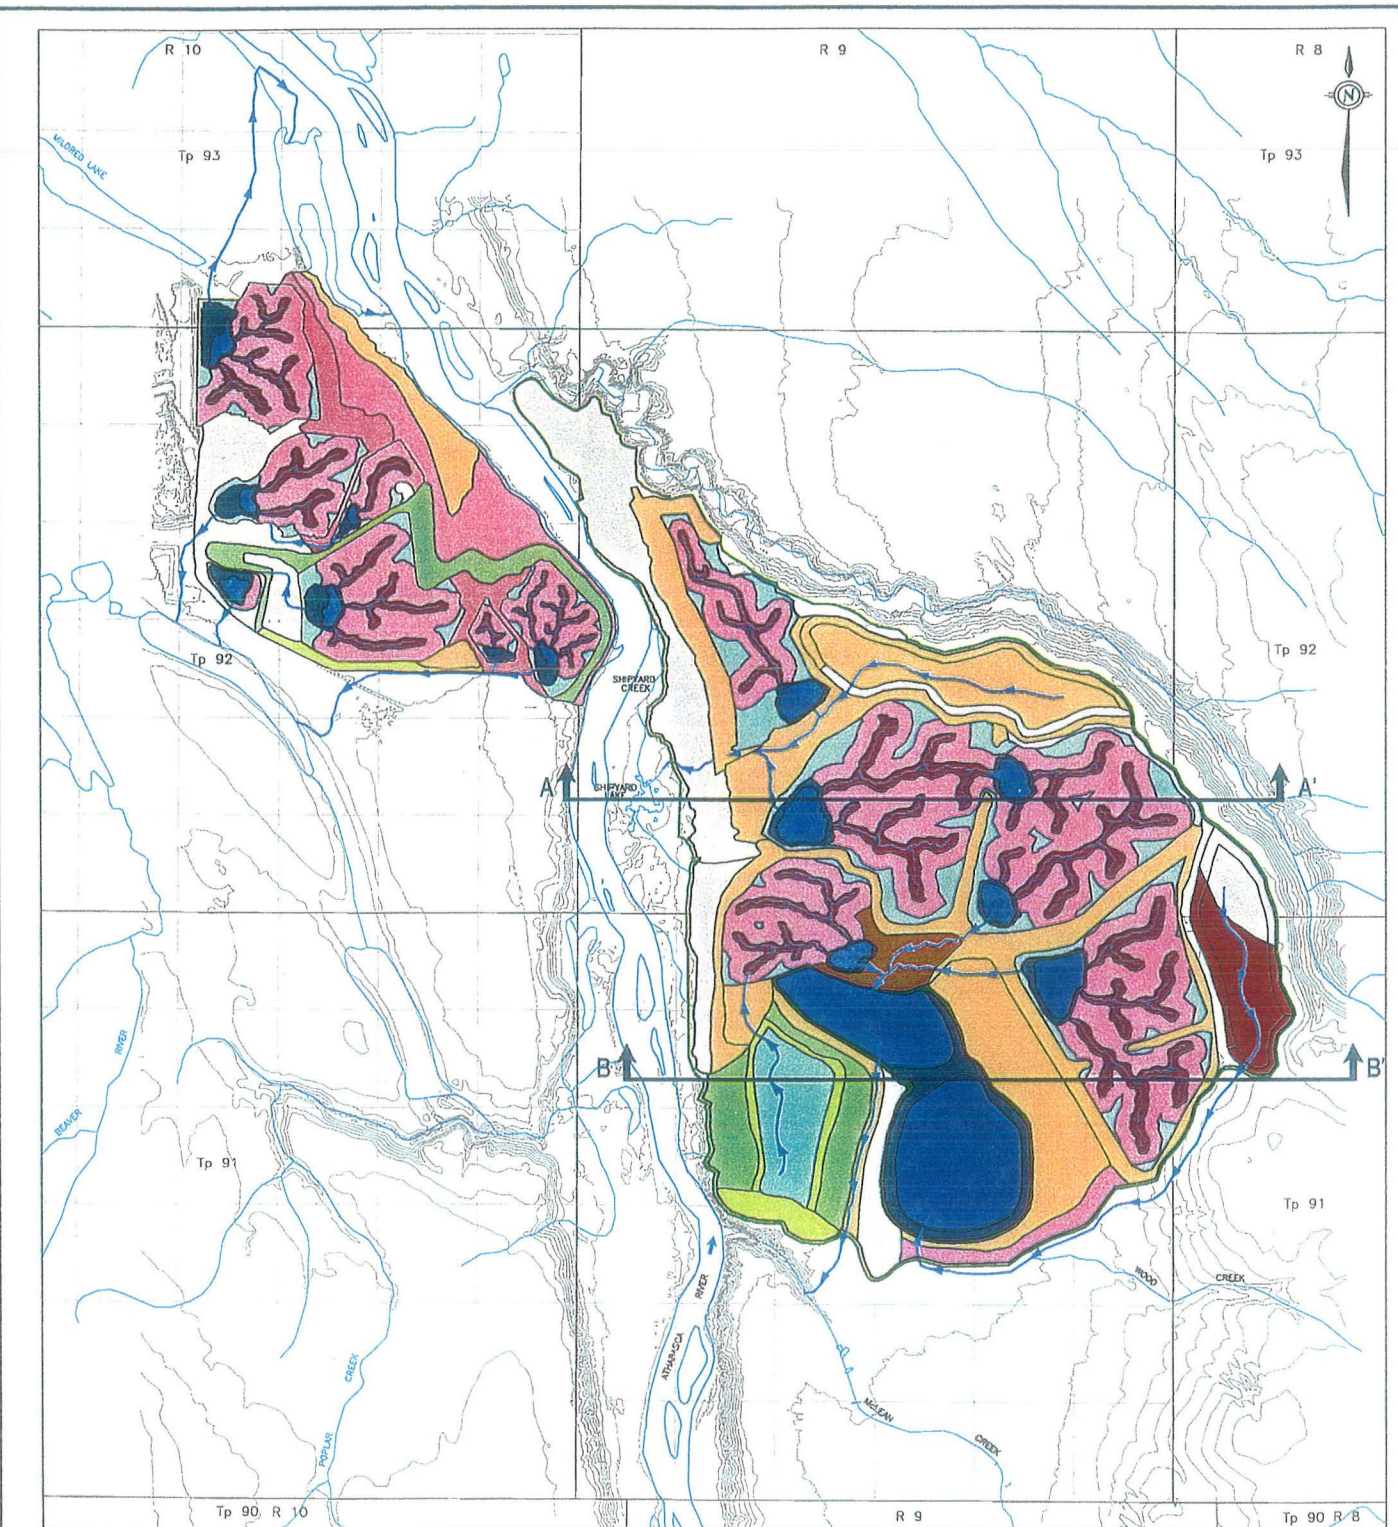 R 10
R 9
R 8
N
Tp 93
Tp 93
MILDRED LAKE
Tp 92
Tp 92
SHIPYARD
CREEK
A
A'
SHIPYARD
LAKE
B
B'
RIVER
BEAVER
Tp 91
Tp 91
WOOD
CREEK
RIVER
ATHABASCA
CREEK
POPLAR
McLEAN
CREEK
Tp 90 R 10
R 9
Tp 90 R 8